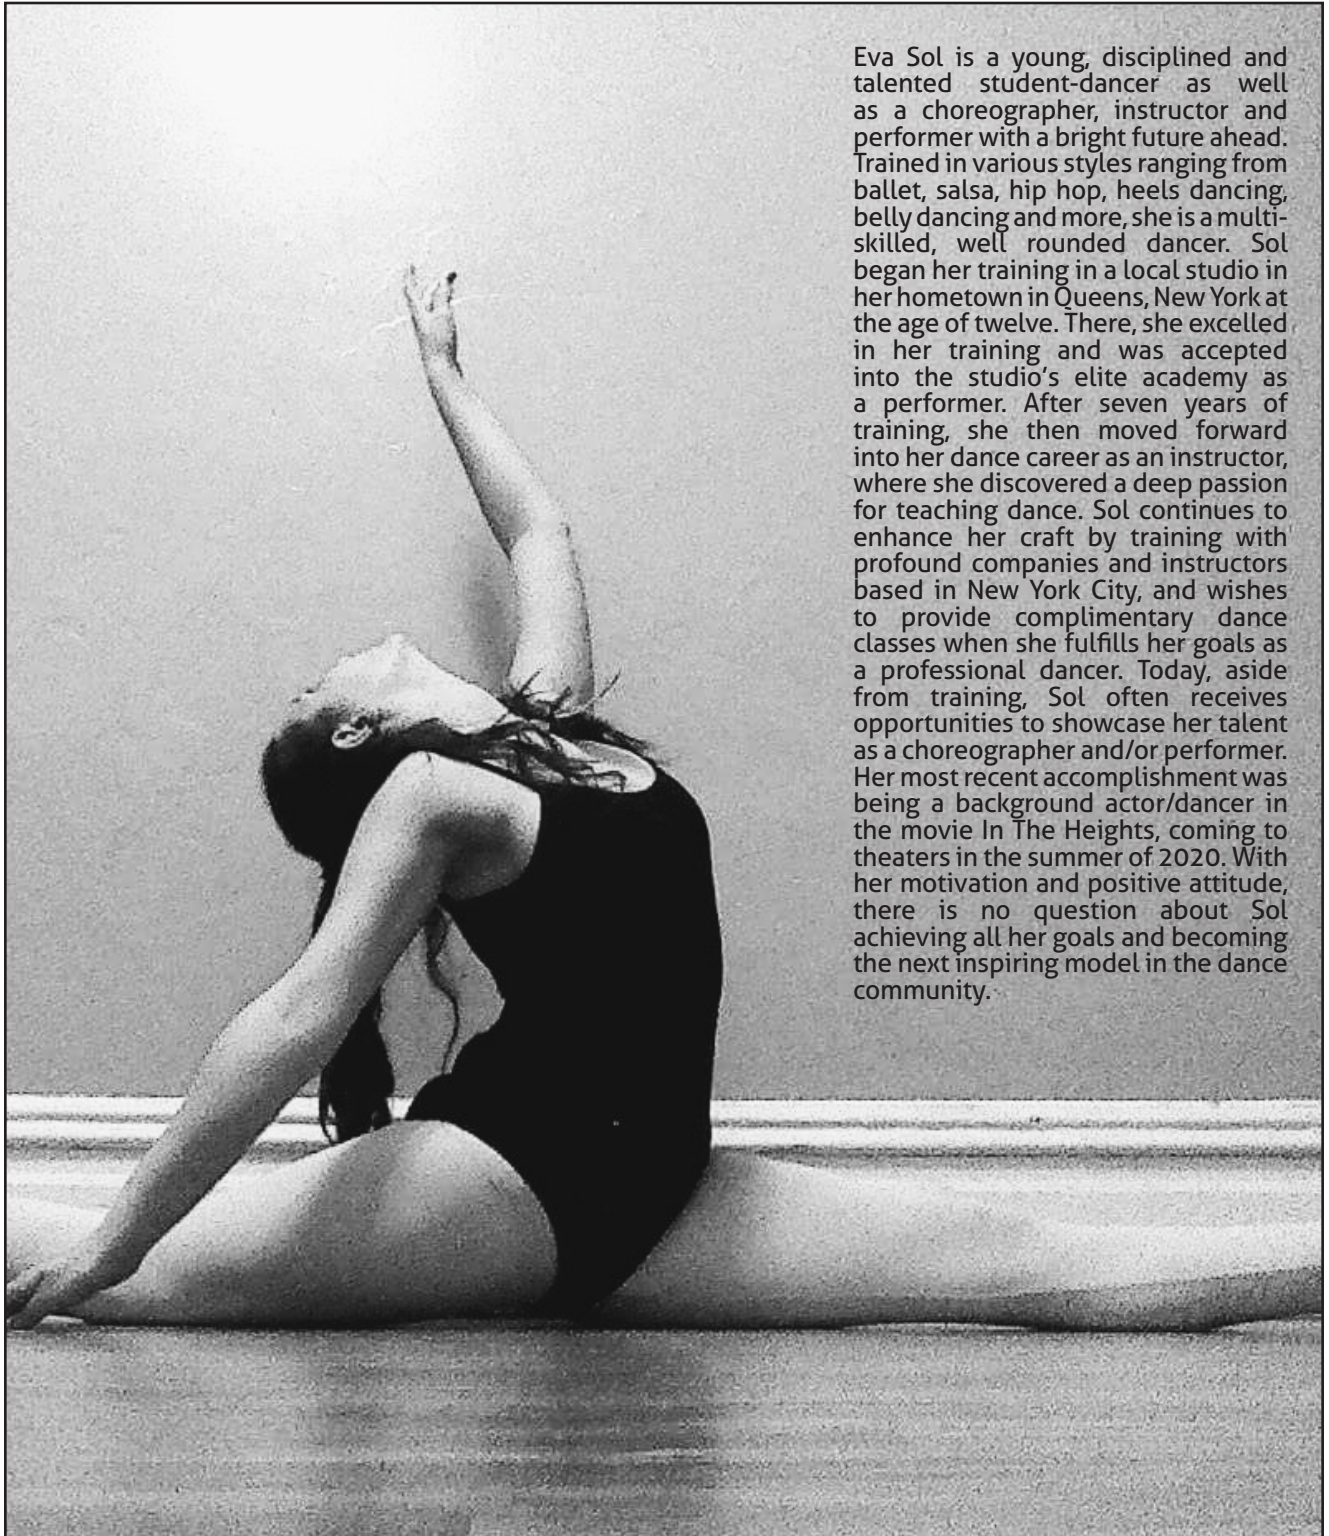 Eva Sol is a young, disciplined and
talented student-dancer as well
as a choreographer, instructor and
performer with a bright future ahead.
Trained in various styles ranging from
ballet, salsa, hip hop, heels dancing,
belly dancing and more, she is a multi-
skilled, well rounded dancer. Sol
began her training in a local studio in
her hometown in Queens, New York at
the age of twelve. There, she excelled
in her training and was accepted
into the studio's elite academy as
a performer. After seven years of
training, she then moved forward
into her dance career as an instructor,
where she discovered a deep passion
for teaching dance. Sol continues to
enhance her craft by training with
profound companies and instructors
based in New York City, and wishes
to provide complimentary dance
classes when she fulfills her goals as
a professional dancer. Today, aside
from training, Sol often receives
opportunities to showcase her talent
as a choreographer and/or performer.
Her most recent accomplishment was
being a background actor/dancer in
the movie In The Heights, coming to
theaters in the summer of 2020. With
her motivation and positive attitude,
there is no question about Sol
achieving all her goals and becoming
the next inspiring model in the dance
community.